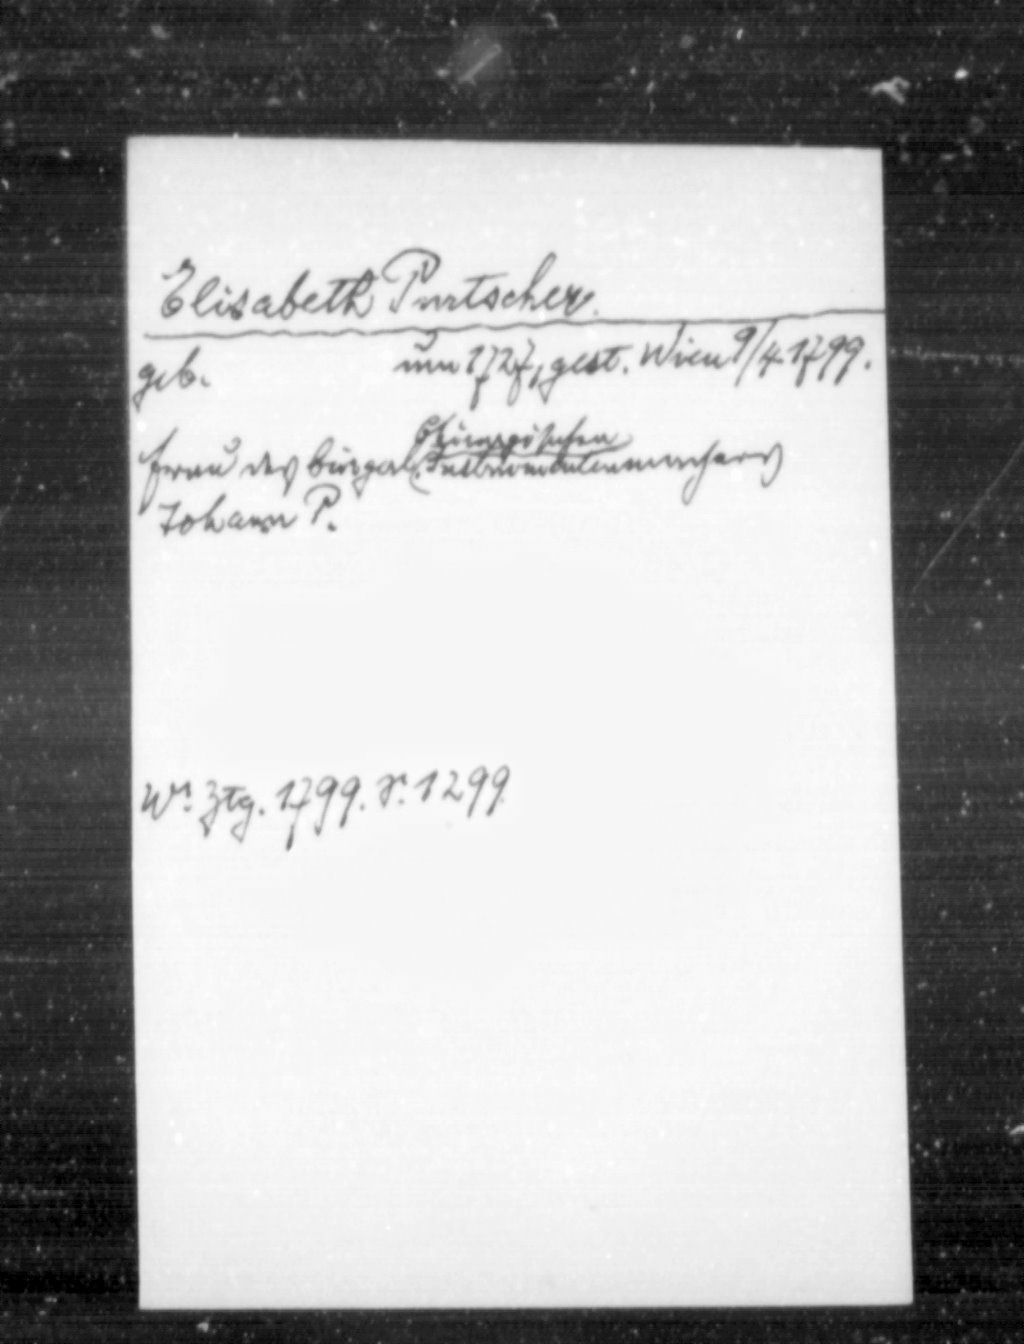 Elisabeth Purtscher.
geb. um 1727, gest. Wien 9/4 1799.
Frau des bürgerl. chirurgischen Instrumentenmachers
Johann P.
Wr. Ztg. 1799. S. 1299.